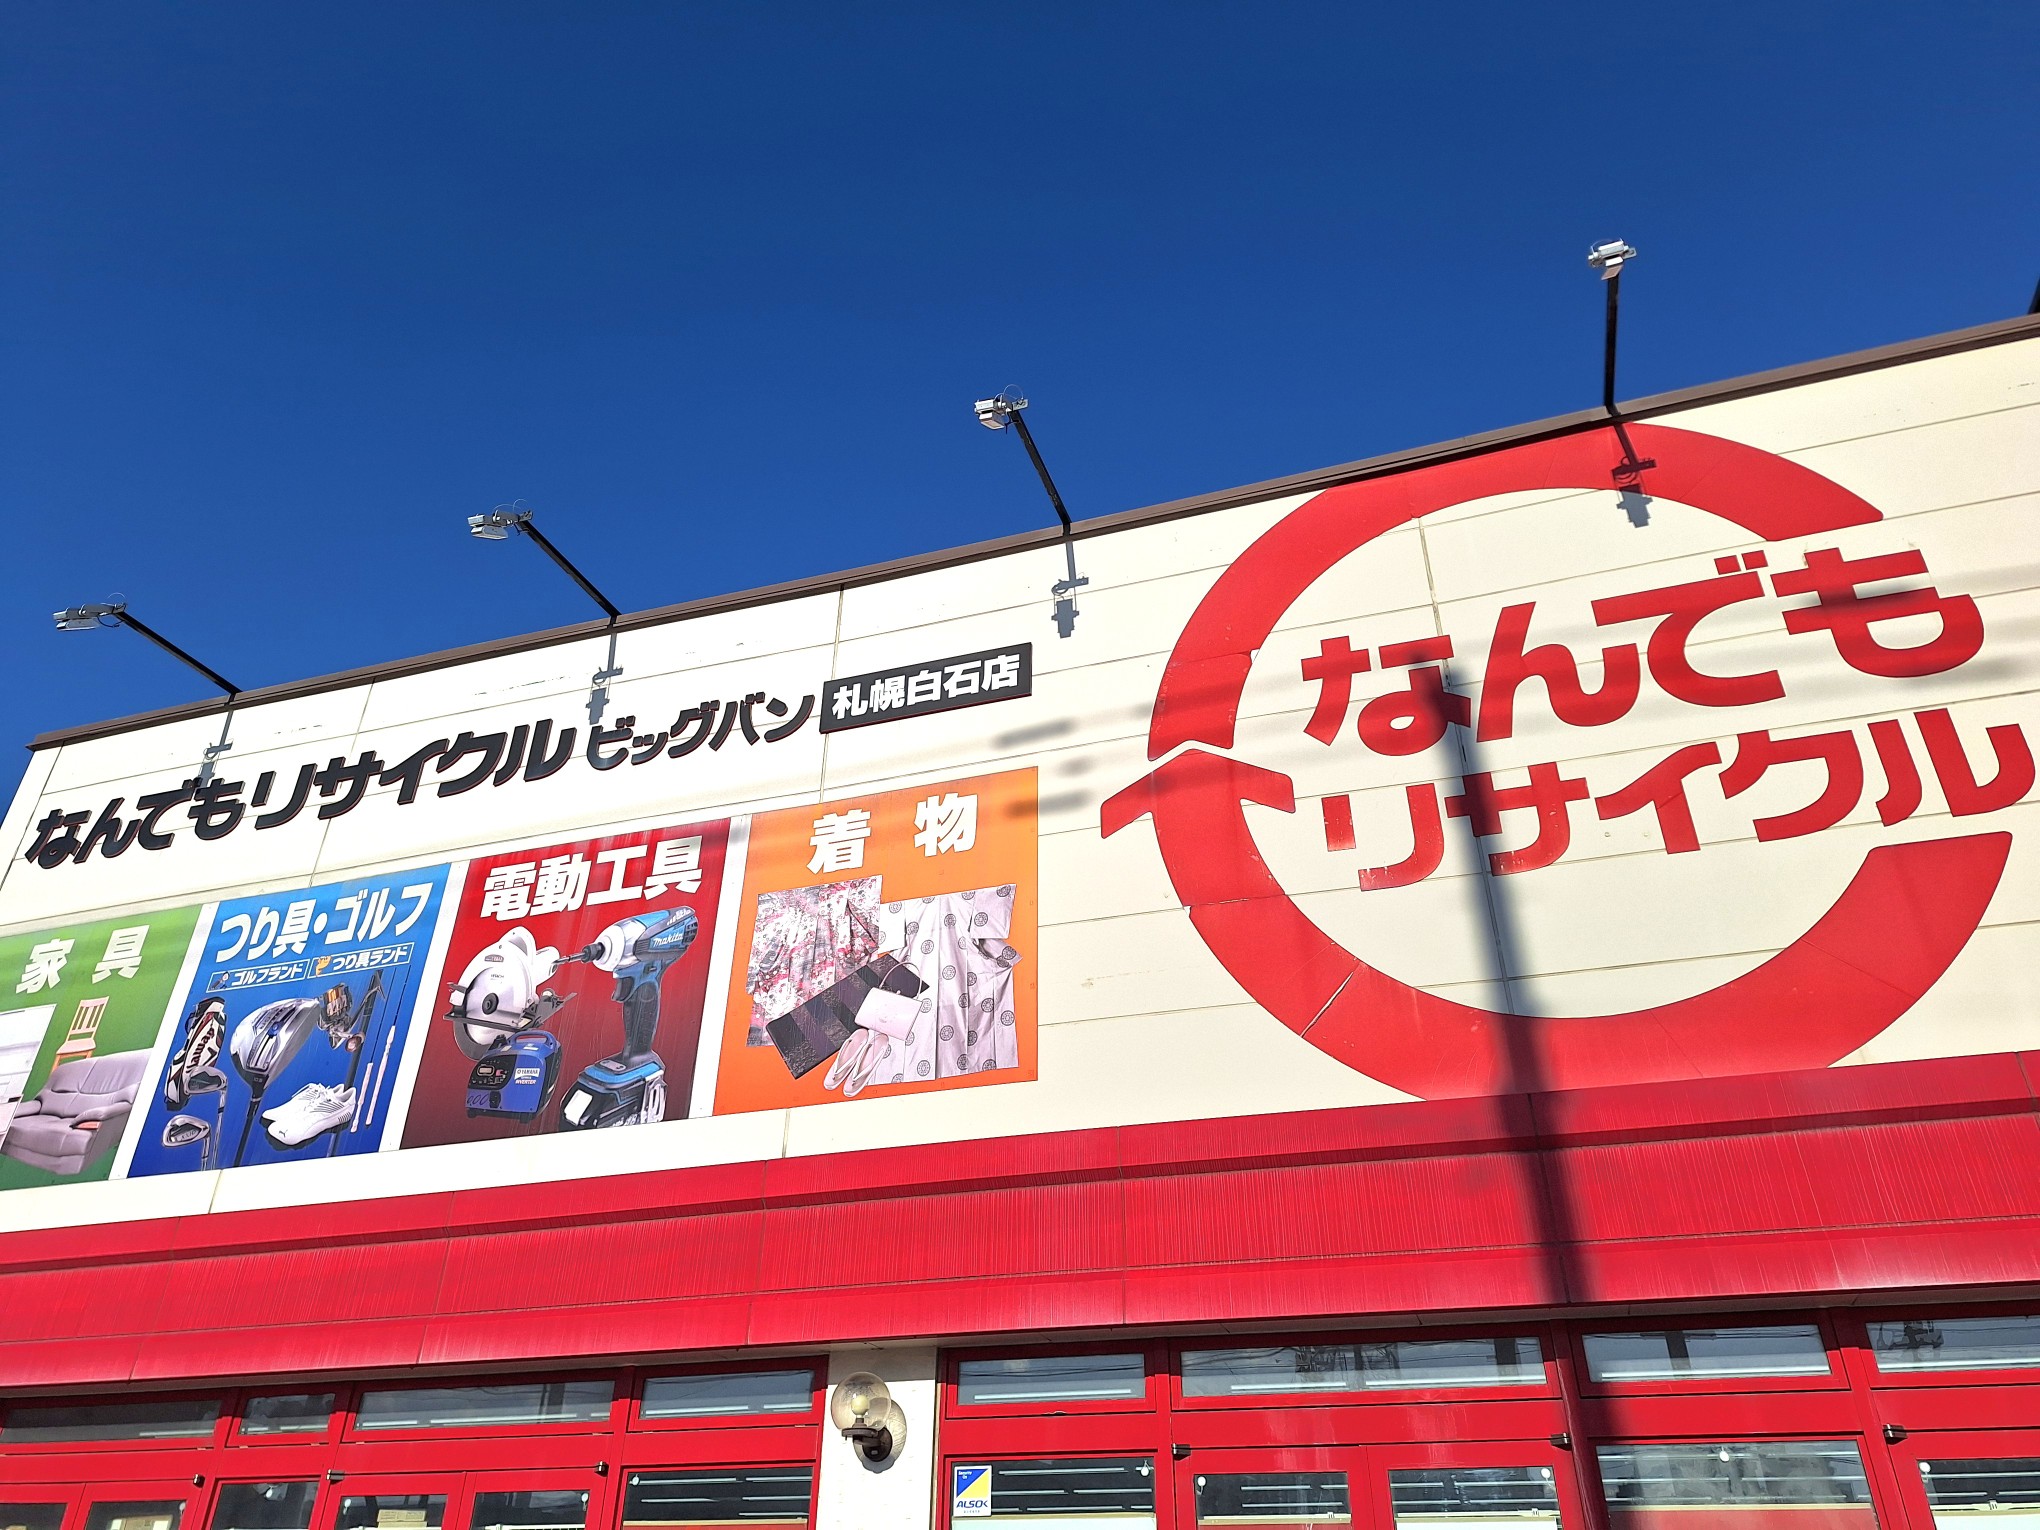 なんでもリサイクルビッグバン 札幌白石店
なんでも
リサイクル
家具
つり具・ゴルフ
ゴルフランド つり具ランド
電動工具
着物
makita
YAMAHA
INVERTER
ALSOK